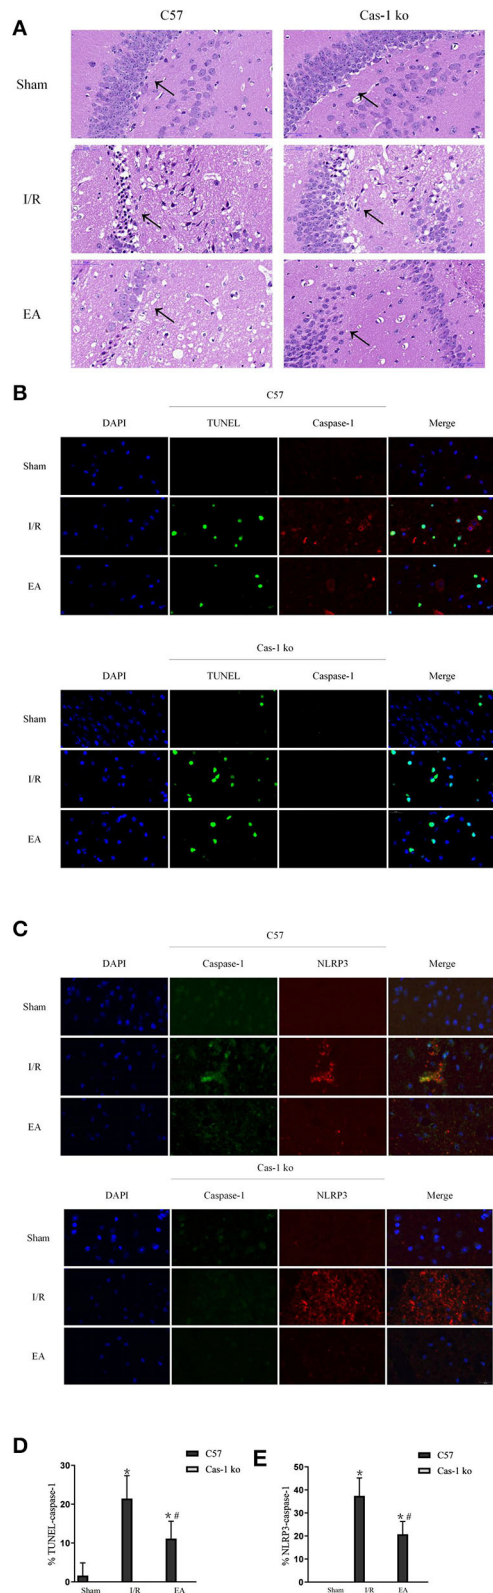 C57 Cas-1 ko
A
Sham
I/R
EA
B
C57
DAPI TUNEL Caspase-1 Merge
Sham
I/R
EA
Cas-1 ko
DAPI TUNEL Caspase-1 Merge
Sham
I/R
EA
C
C57
DAPI Caspase-1 NLRP3 Merge
Sham
I/R
EA
Cas-1 ko
DAPI Caspase-1 NLRP3 Merge
Sham
I/R
EA
D
% TUNEL-caspase-1
30
20
10
0
C57
Cas-1 ko
*
* #
Sham I/R EA
E
% NLRP3-caspase-1
50
40
30
20
10
0
C57
Cas-1 ko
*
* #
Sham I/R EA